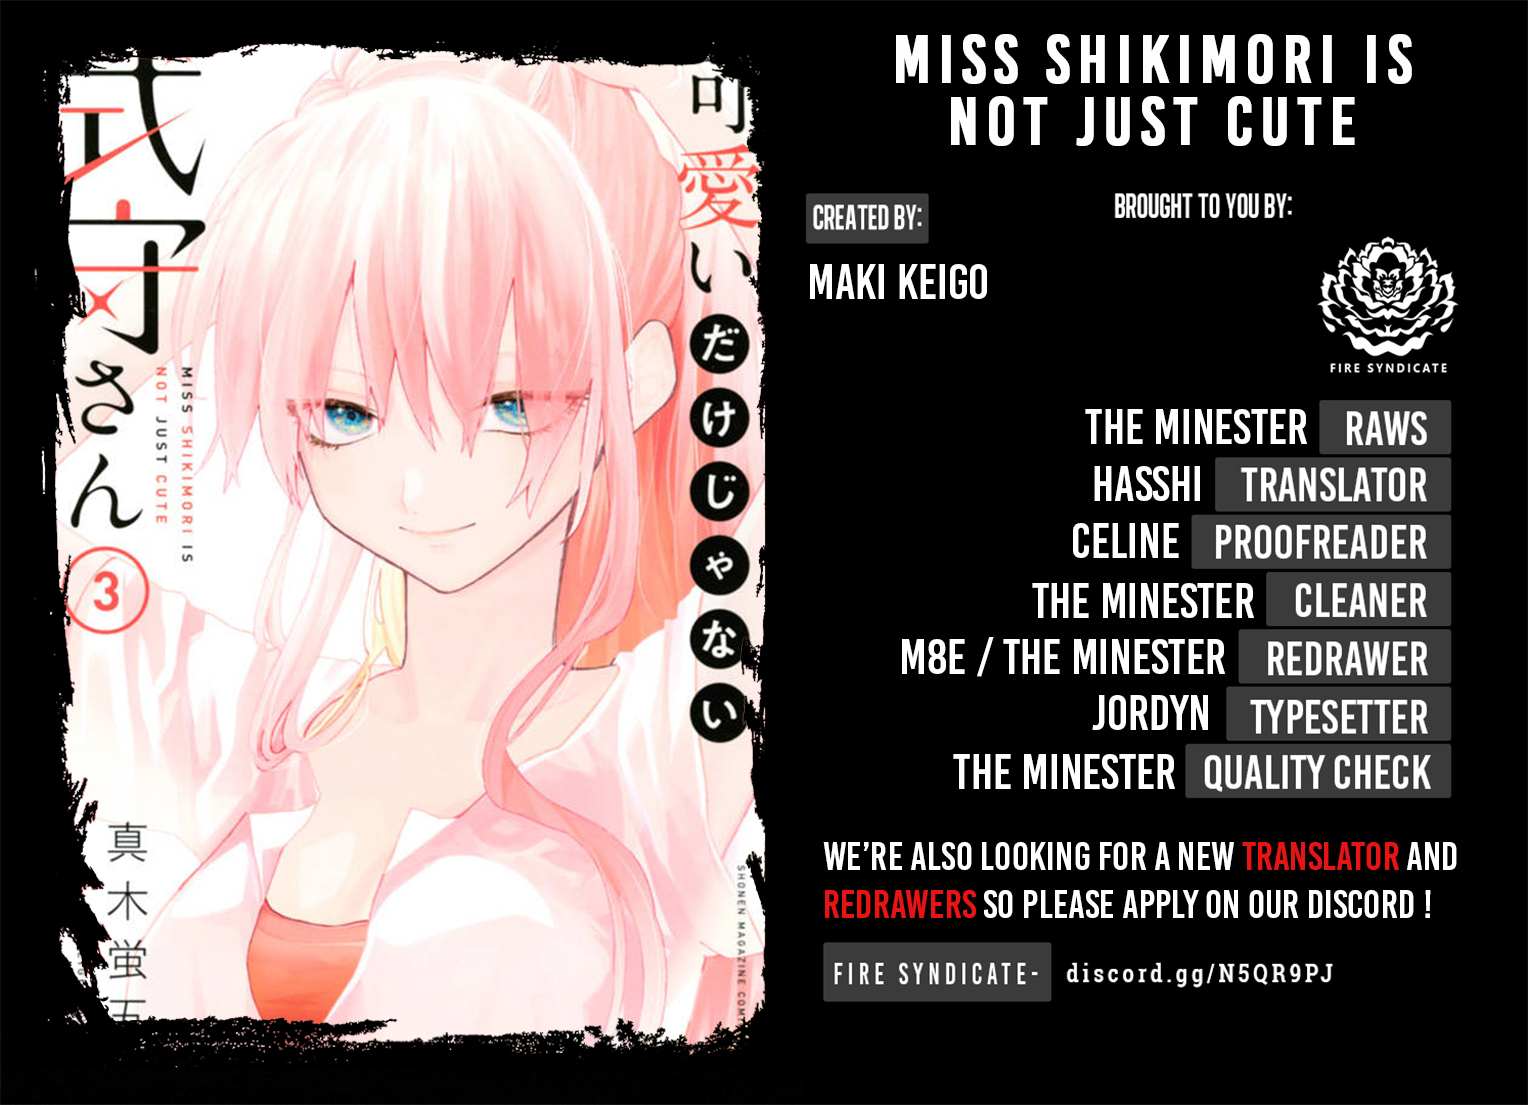 MISS SHIKIMORI IS
NOT JUST CUTE
CREATED BY:
MAKI KEIGO
BROUGHT TO YOU BY:
FIRE SYNDICATE
THE MINESTER RAWS
HASSHI TRANSLATOR
CELINE PROOFREADER
THE MINESTER CLEANER
M8E / THE MINESTER REDRAWER
JORDYN TYPESETTER
THE MINESTER QUALITY CHECK
WE'RE ALSO LOOKING FOR A NEW TRANSLATOR AND
REDRAWERS SO PLEASE APPLY ON OUR DISCORD !
FIRE SYNDICATE- discord.gg/N5QR9PJ
可愛いだけじゃない
式守さん
3
MISS SHIKIMORI IS
NOT JUST CUTE
真木蛍五
SHONEN MAGAZINE